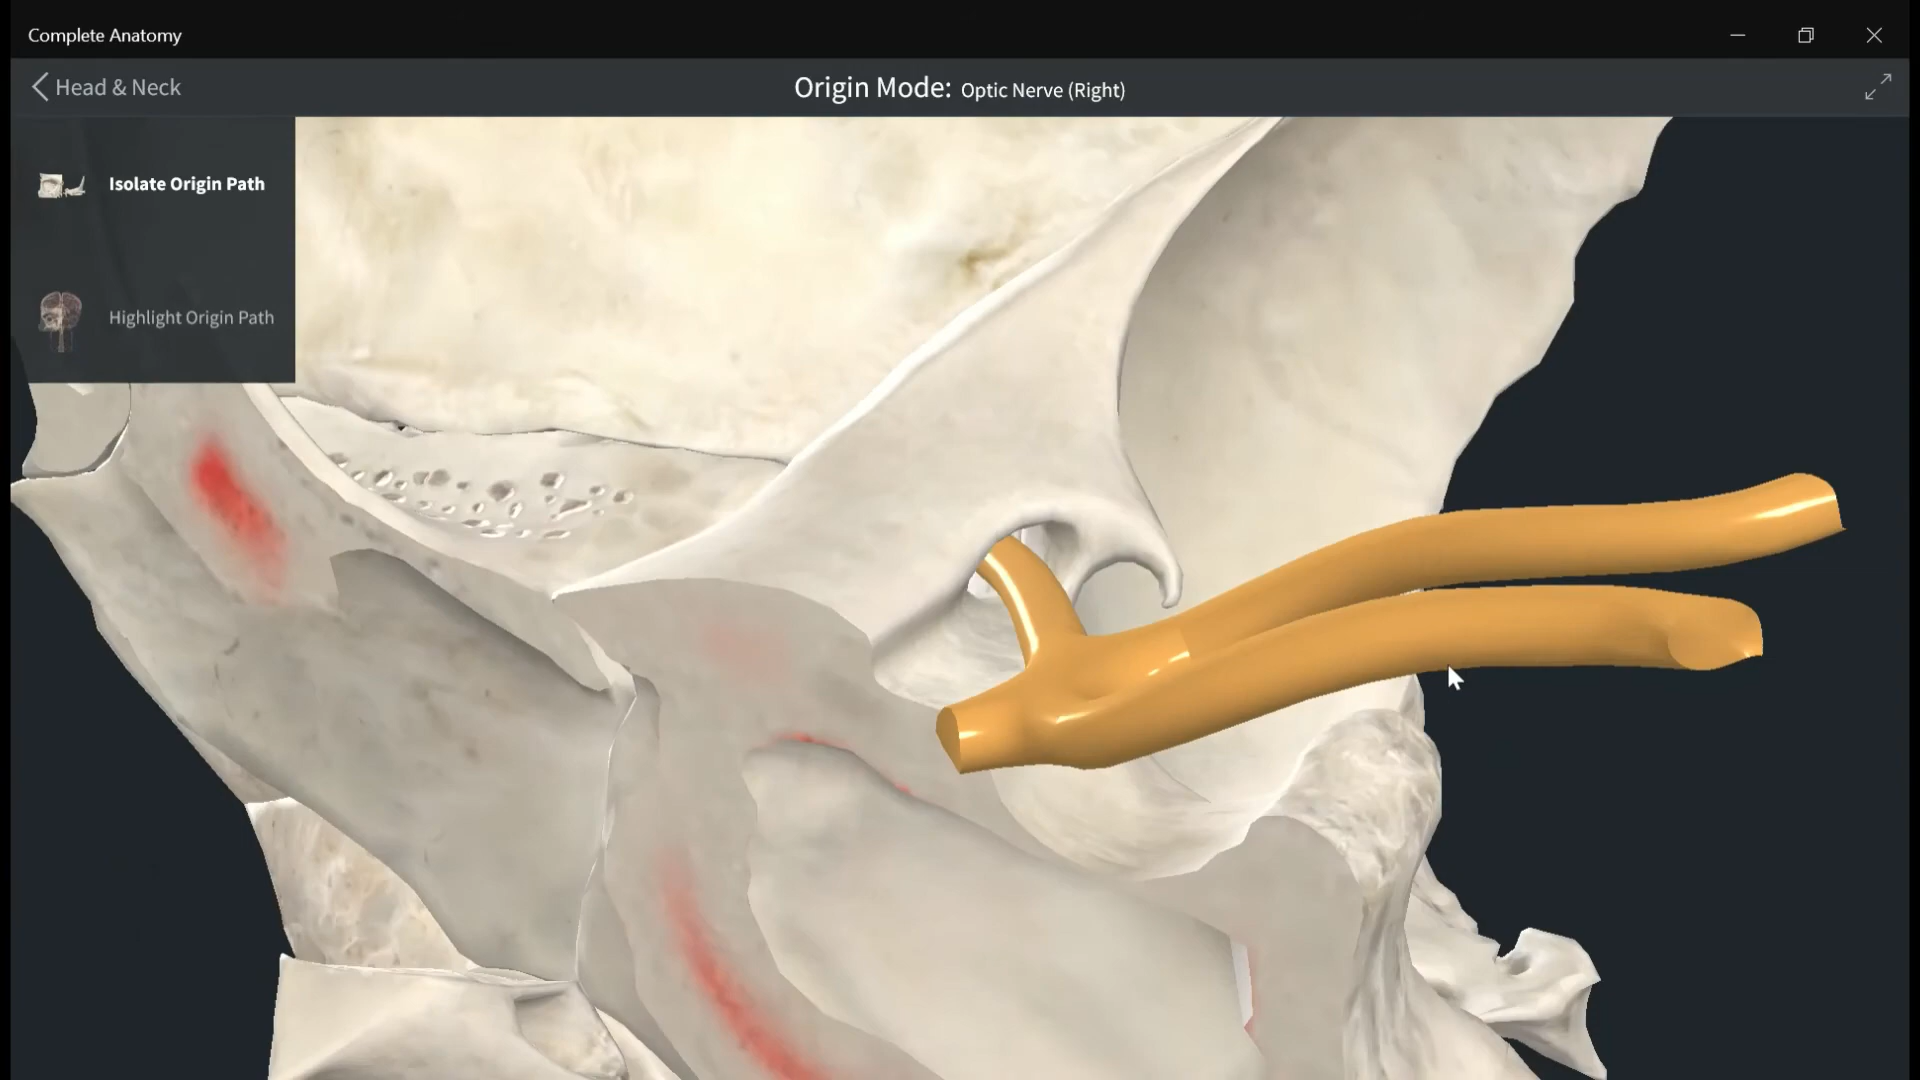 Complete Anatomy
Head & Neck
Origin Mode: Optic Nerve (Right)
Isolate Origin Path
Highlight Origin Path